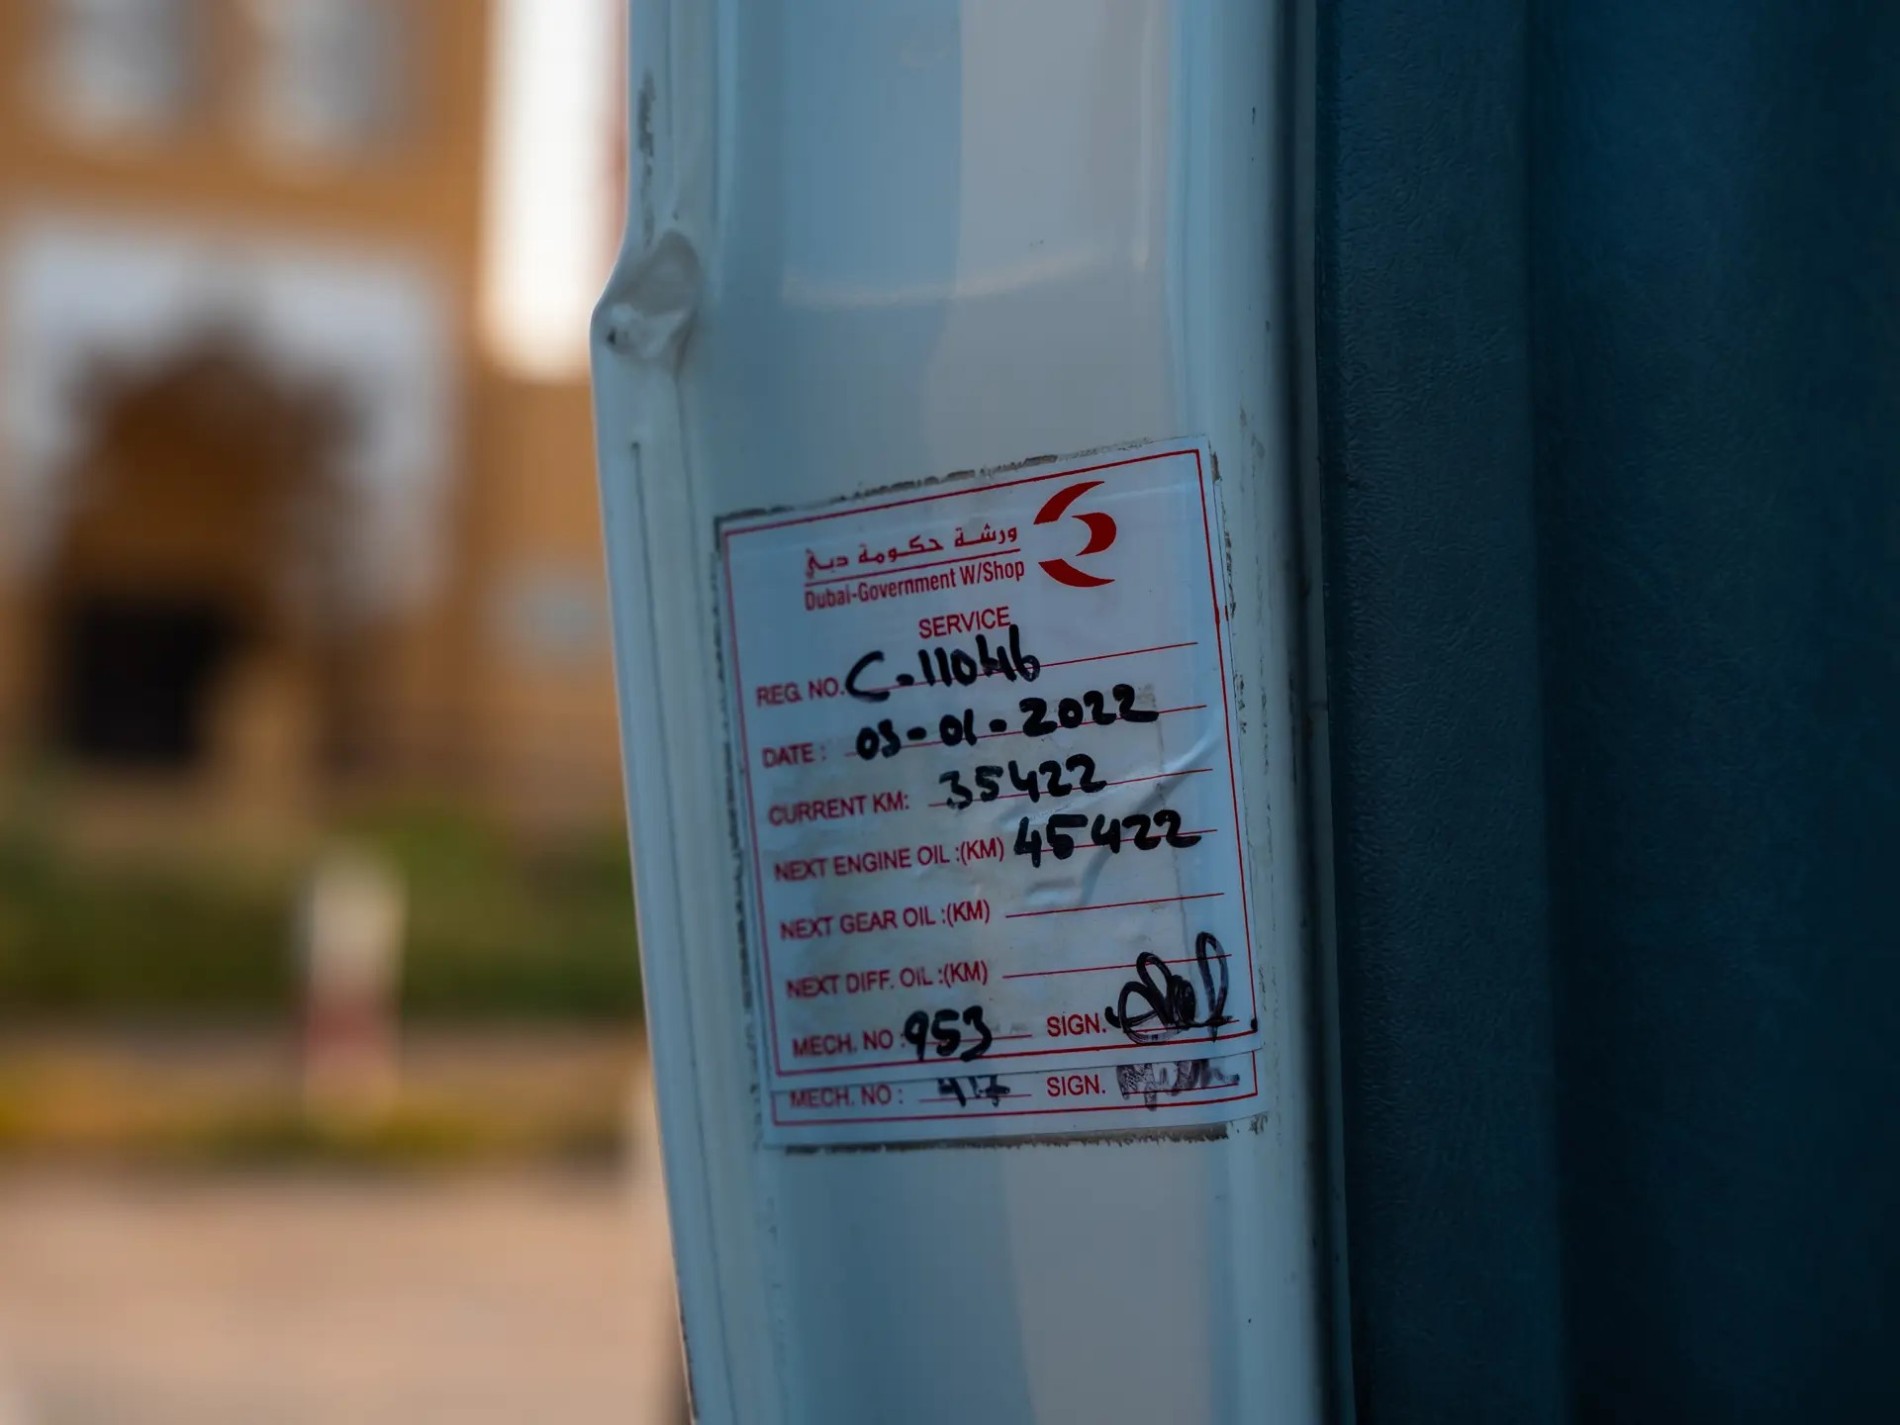 ورشة حكومة دبي
Dubai-Government W/Shop
SERVICE
REG. NO. C-11046
DATE : 03-01-2022
CURRENT KM: 35422
NEXT ENGINE OIL :(KM) 45422
NEXT GEAR OIL :(KM)
NEXT DIFF. OIL :(KM)
MECH. NO : 953 SIGN.
MECH. NO : 417 SIGN.